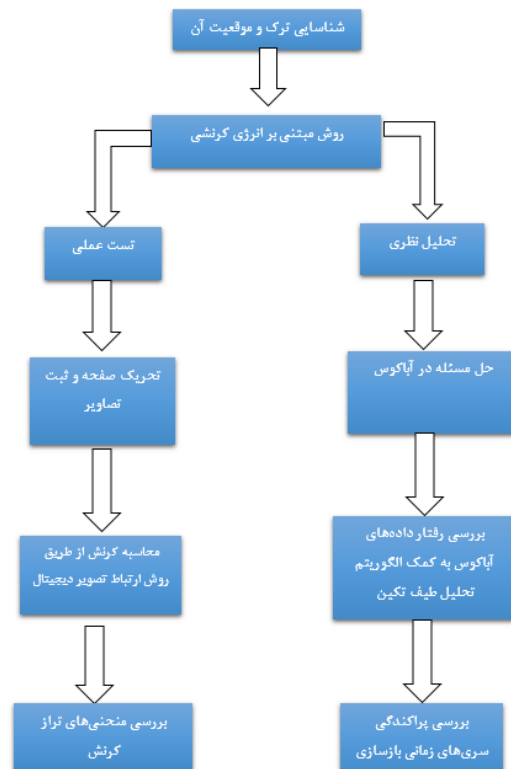 شناسایی ترک و موقعیت آن
روش مبتنی بر انرژی کرنشی
تحلیل نظری
تست عملی
حل مسئله در آباکوس
تحریک صفحه و ثبت
تصاویر
بررسی رفتار داده‌های
آباکوس به کمک الگوریتم
تحلیل طیف تکین
محاسبه کرنش از طریق
روش ارتباط تصویر دیجیتال
بررسی پراکندگی
سری‌های زمانی بازسازی
بررسی منحنی‌های تراز
کرنش